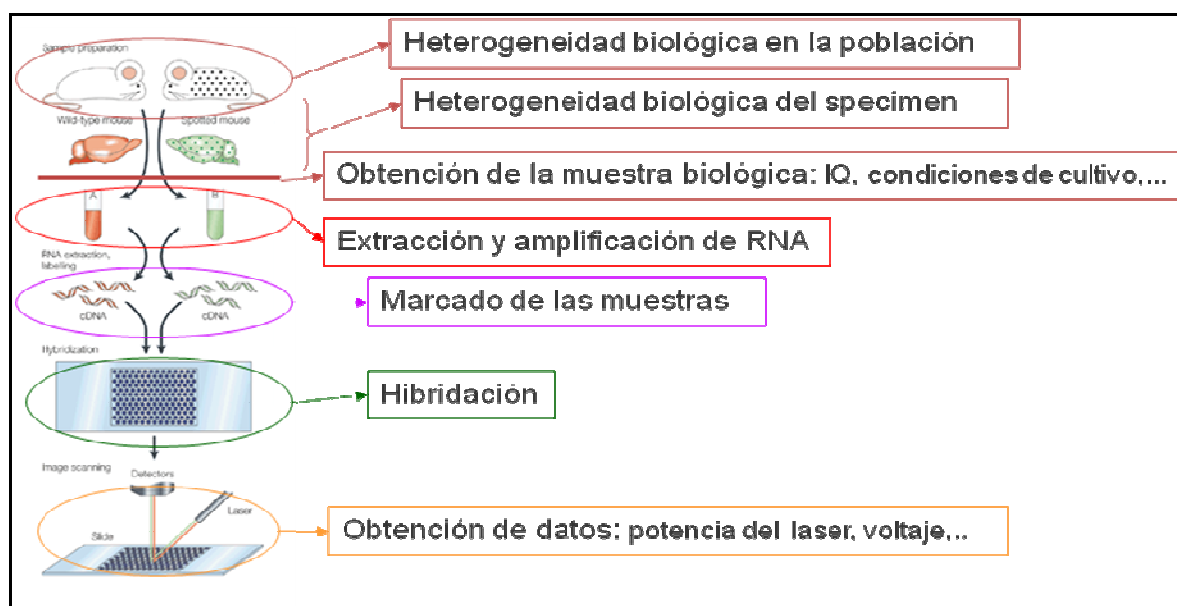 Sample preparation
Heterogeneidad biológica en la población
Heterogeneidad biológica del specimen
Wild-type mouse
Spotted mouse
Obtención de la muestra biológica: IQ, condiciones de cultivo,...
A
Extracción y amplificación de RNA
RNA extraction,
labelling
Marcado de las muestras
cDNA
cDNA
Hybridization
Hibridación
Image scanning
Detectors
Laser
Slide
Obtención de datos: potencia del laser, voltaje,..